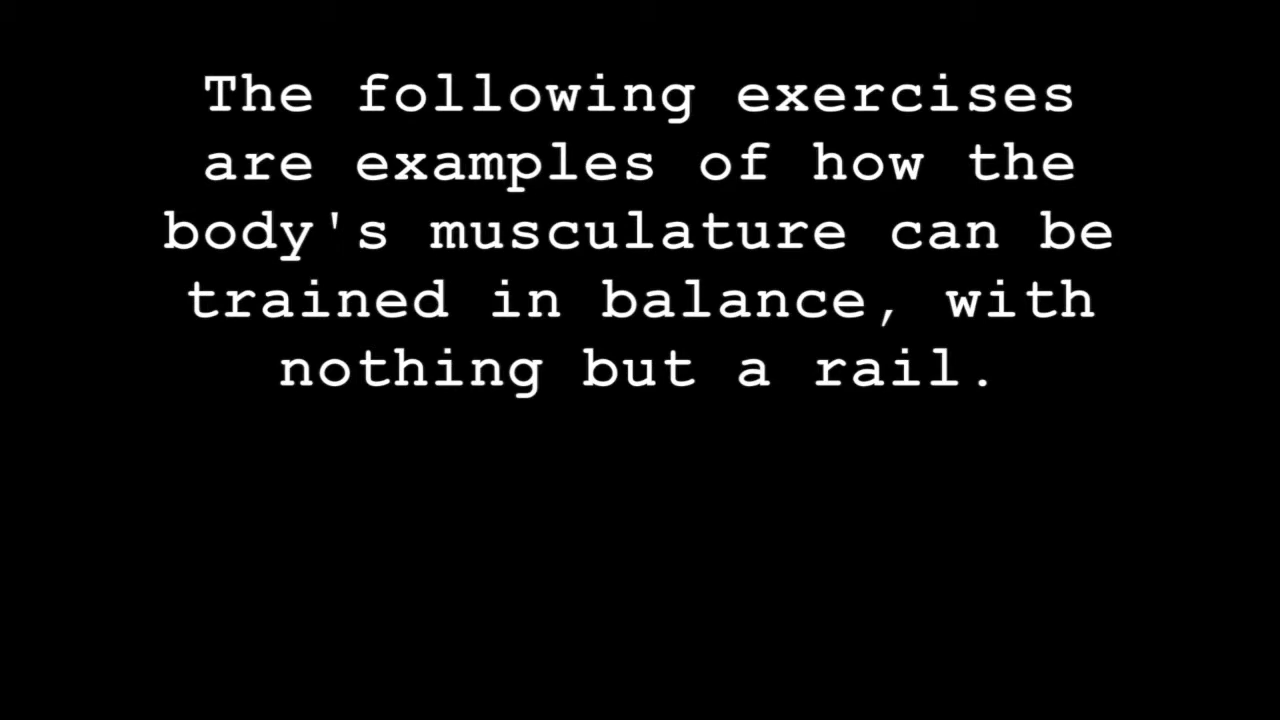 The following exercises
are examples of how the
body's musculature can be
trained in balance, with
nothing but a rail.